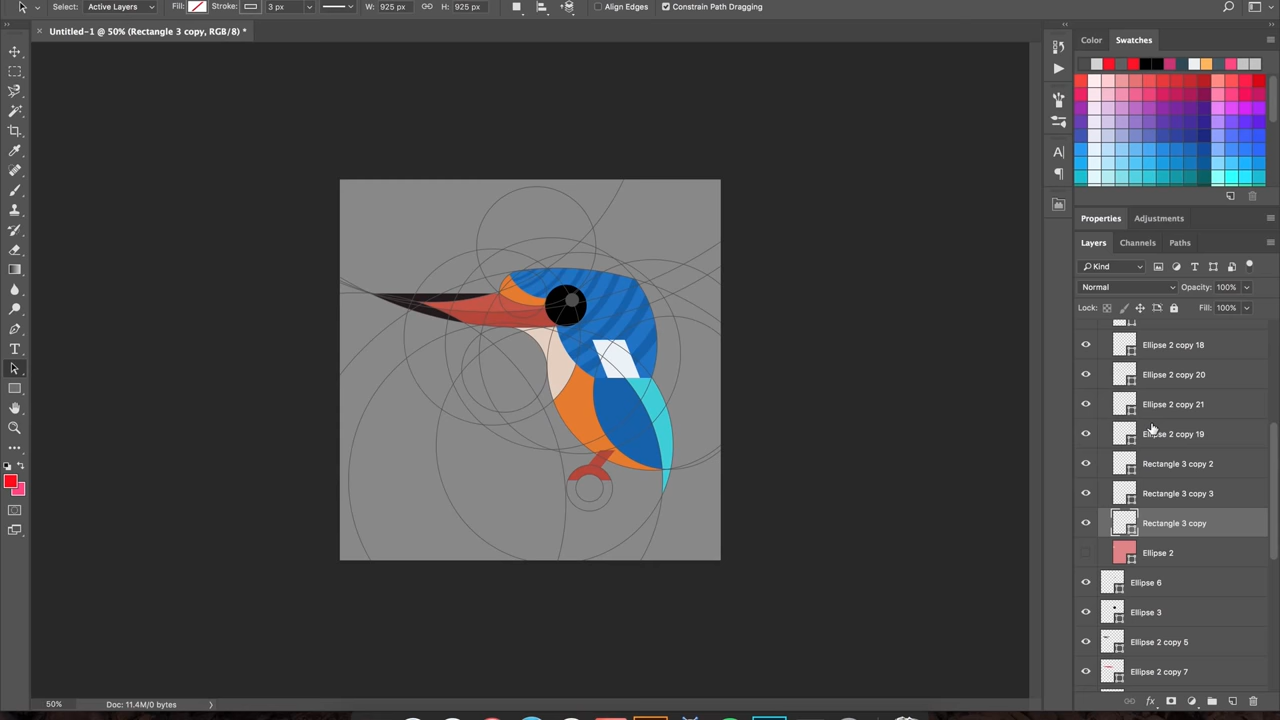 Select: Active Layers Fill: Stroke: 3 px W: 925 px H: 925 px Align Edges Constrain Path Dragging
× Untitled-1 @ 50% (Rectangle 3 copy, RGB/8) *
Color Swatches
Properties Adjustments
Layers Channels Paths
Kind
Normal Opacity: 100%
Lock: Fill: 100%
Ellipse 2 copy 18
Ellipse 2 copy 20
Ellipse 2 copy 21
Ellipse 2 copy 19
Rectangle 3 copy 2
Rectangle 3 copy 3
Rectangle 3 copy
Ellipse 2
Ellipse 6
Ellipse 3
Ellipse 2 copy 5
Ellipse 2 copy 7
50% Doc: 11.4M/0 bytes